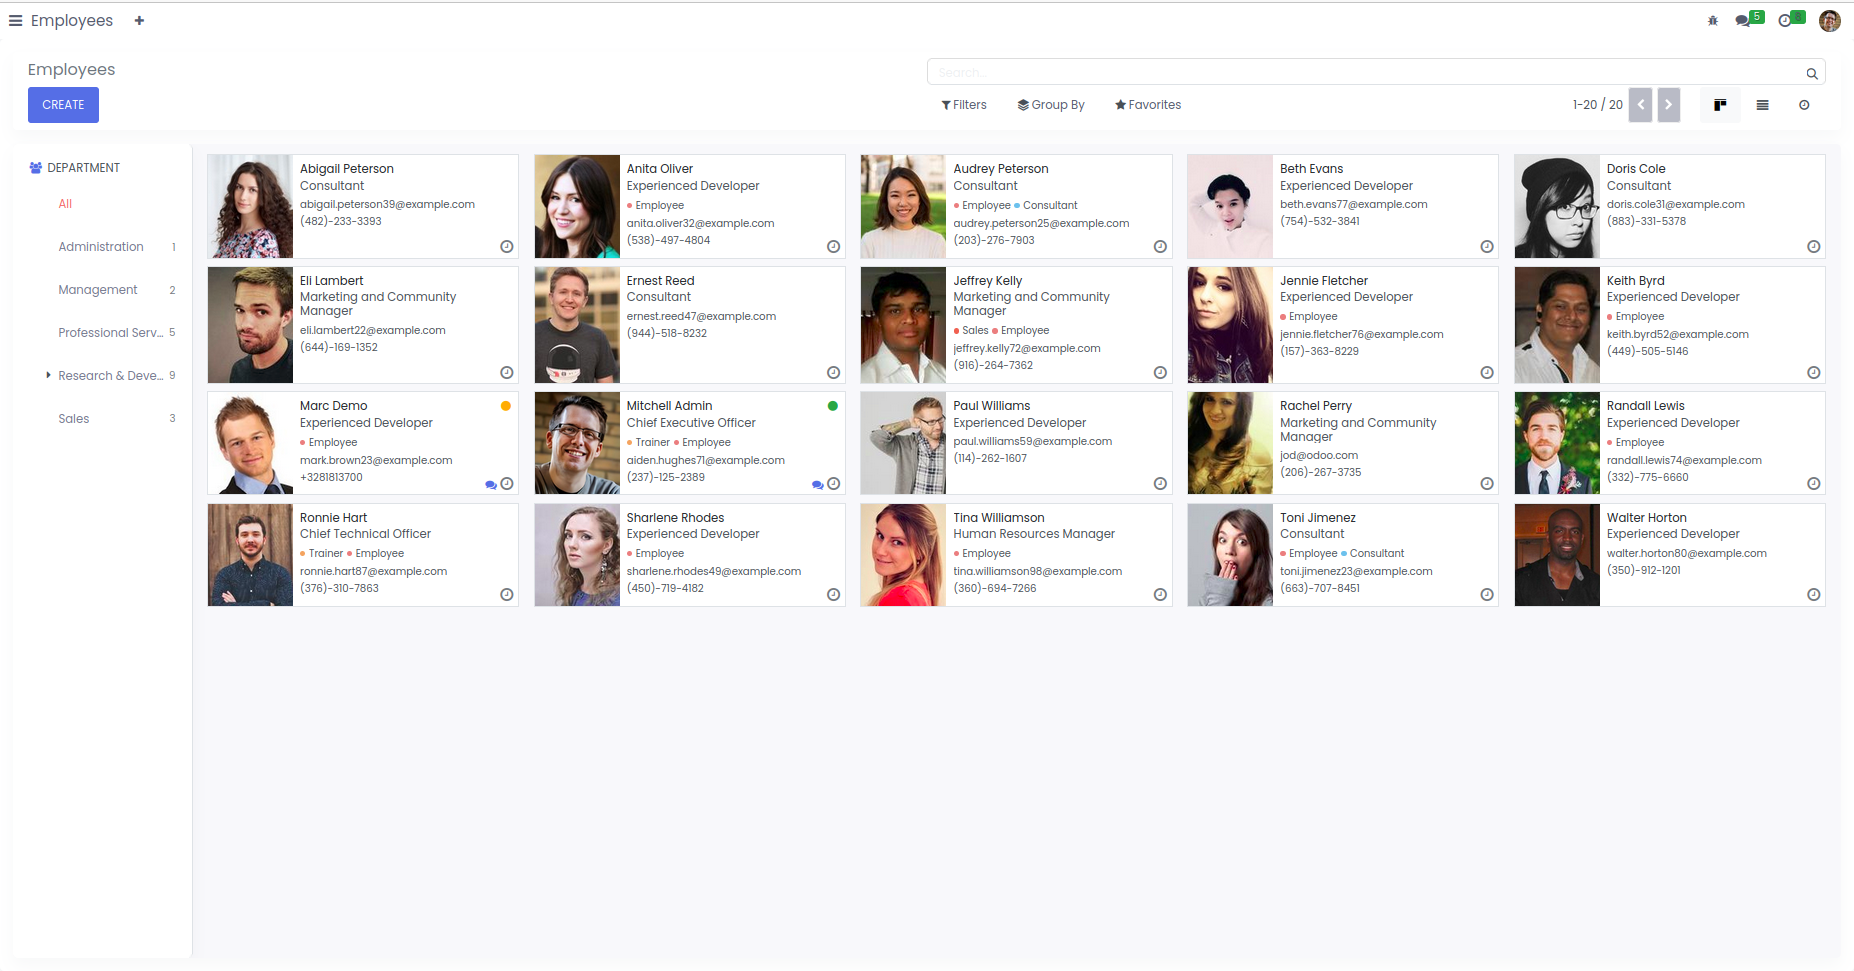 Employees
5
8
Employees
Search...
CREATE
Filters
Group By
Favorites
1-20 / 20
DEPARTMENT
All
Administration 1
Management 2
Professional Serv... 5
Research & Deve... 9
Sales 3
Abigail Peterson
Consultant
abigail.peterson39@example.com
(482)-233-3393
Anita Oliver
Experienced Developer
Employee
anita.oliver32@example.com
(538)-497-4804
Audrey Peterson
Consultant
Employee Consultant
audrey.peterson25@example.com
(203)-276-7903
Beth Evans
Experienced Developer
beth.evans77@example.com
(754)-532-3841
Doris Cole
Consultant
doris.cole31@example.com
(883)-331-5378
Eli Lambert
Marketing and Community
Manager
eli.lambert22@example.com
(644)-169-1352
Ernest Reed
Consultant
ernest.reed47@example.com
(944)-518-8232
Jeffrey Kelly
Marketing and Community
Manager
Sales Employee
jeffrey.kelly72@example.com
(916)-264-7362
Jennie Fletcher
Experienced Developer
Employee
jennie.fletcher76@example.com
(157)-363-8229
Keith Byrd
Experienced Developer
Employee
keith.byrd52@example.com
(449)-505-5146
Marc Demo
Experienced Developer
Employee
mark.brown23@example.com
+3281813700
Mitchell Admin
Chief Executive Officer
Trainer Employee
aiden.hughes71@example.com
(237)-125-2389
Paul Williams
Experienced Developer
paul.williams59@example.com
(114)-262-1607
Rachel Perry
Marketing and Community
Manager
jod@odoo.com
(206)-267-3735
Randall Lewis
Experienced Developer
Employee
randall.lewis74@example.com
(332)-775-6660
Ronnie Hart
Chief Technical Officer
Trainer Employee
ronnie.hart87@example.com
(376)-310-7863
Sharlene Rhodes
Experienced Developer
Employee
sharlene.rhodes49@example.com
(450)-719-4182
Tina Williamson
Human Resources Manager
Employee
tina.williamson98@example.com
(360)-694-7266
Toni Jimenez
Consultant
Employee Consultant
toni.jimenez23@example.com
(663)-707-8451
Walter Horton
Experienced Developer
walter.horton80@example.com
(350)-912-1201